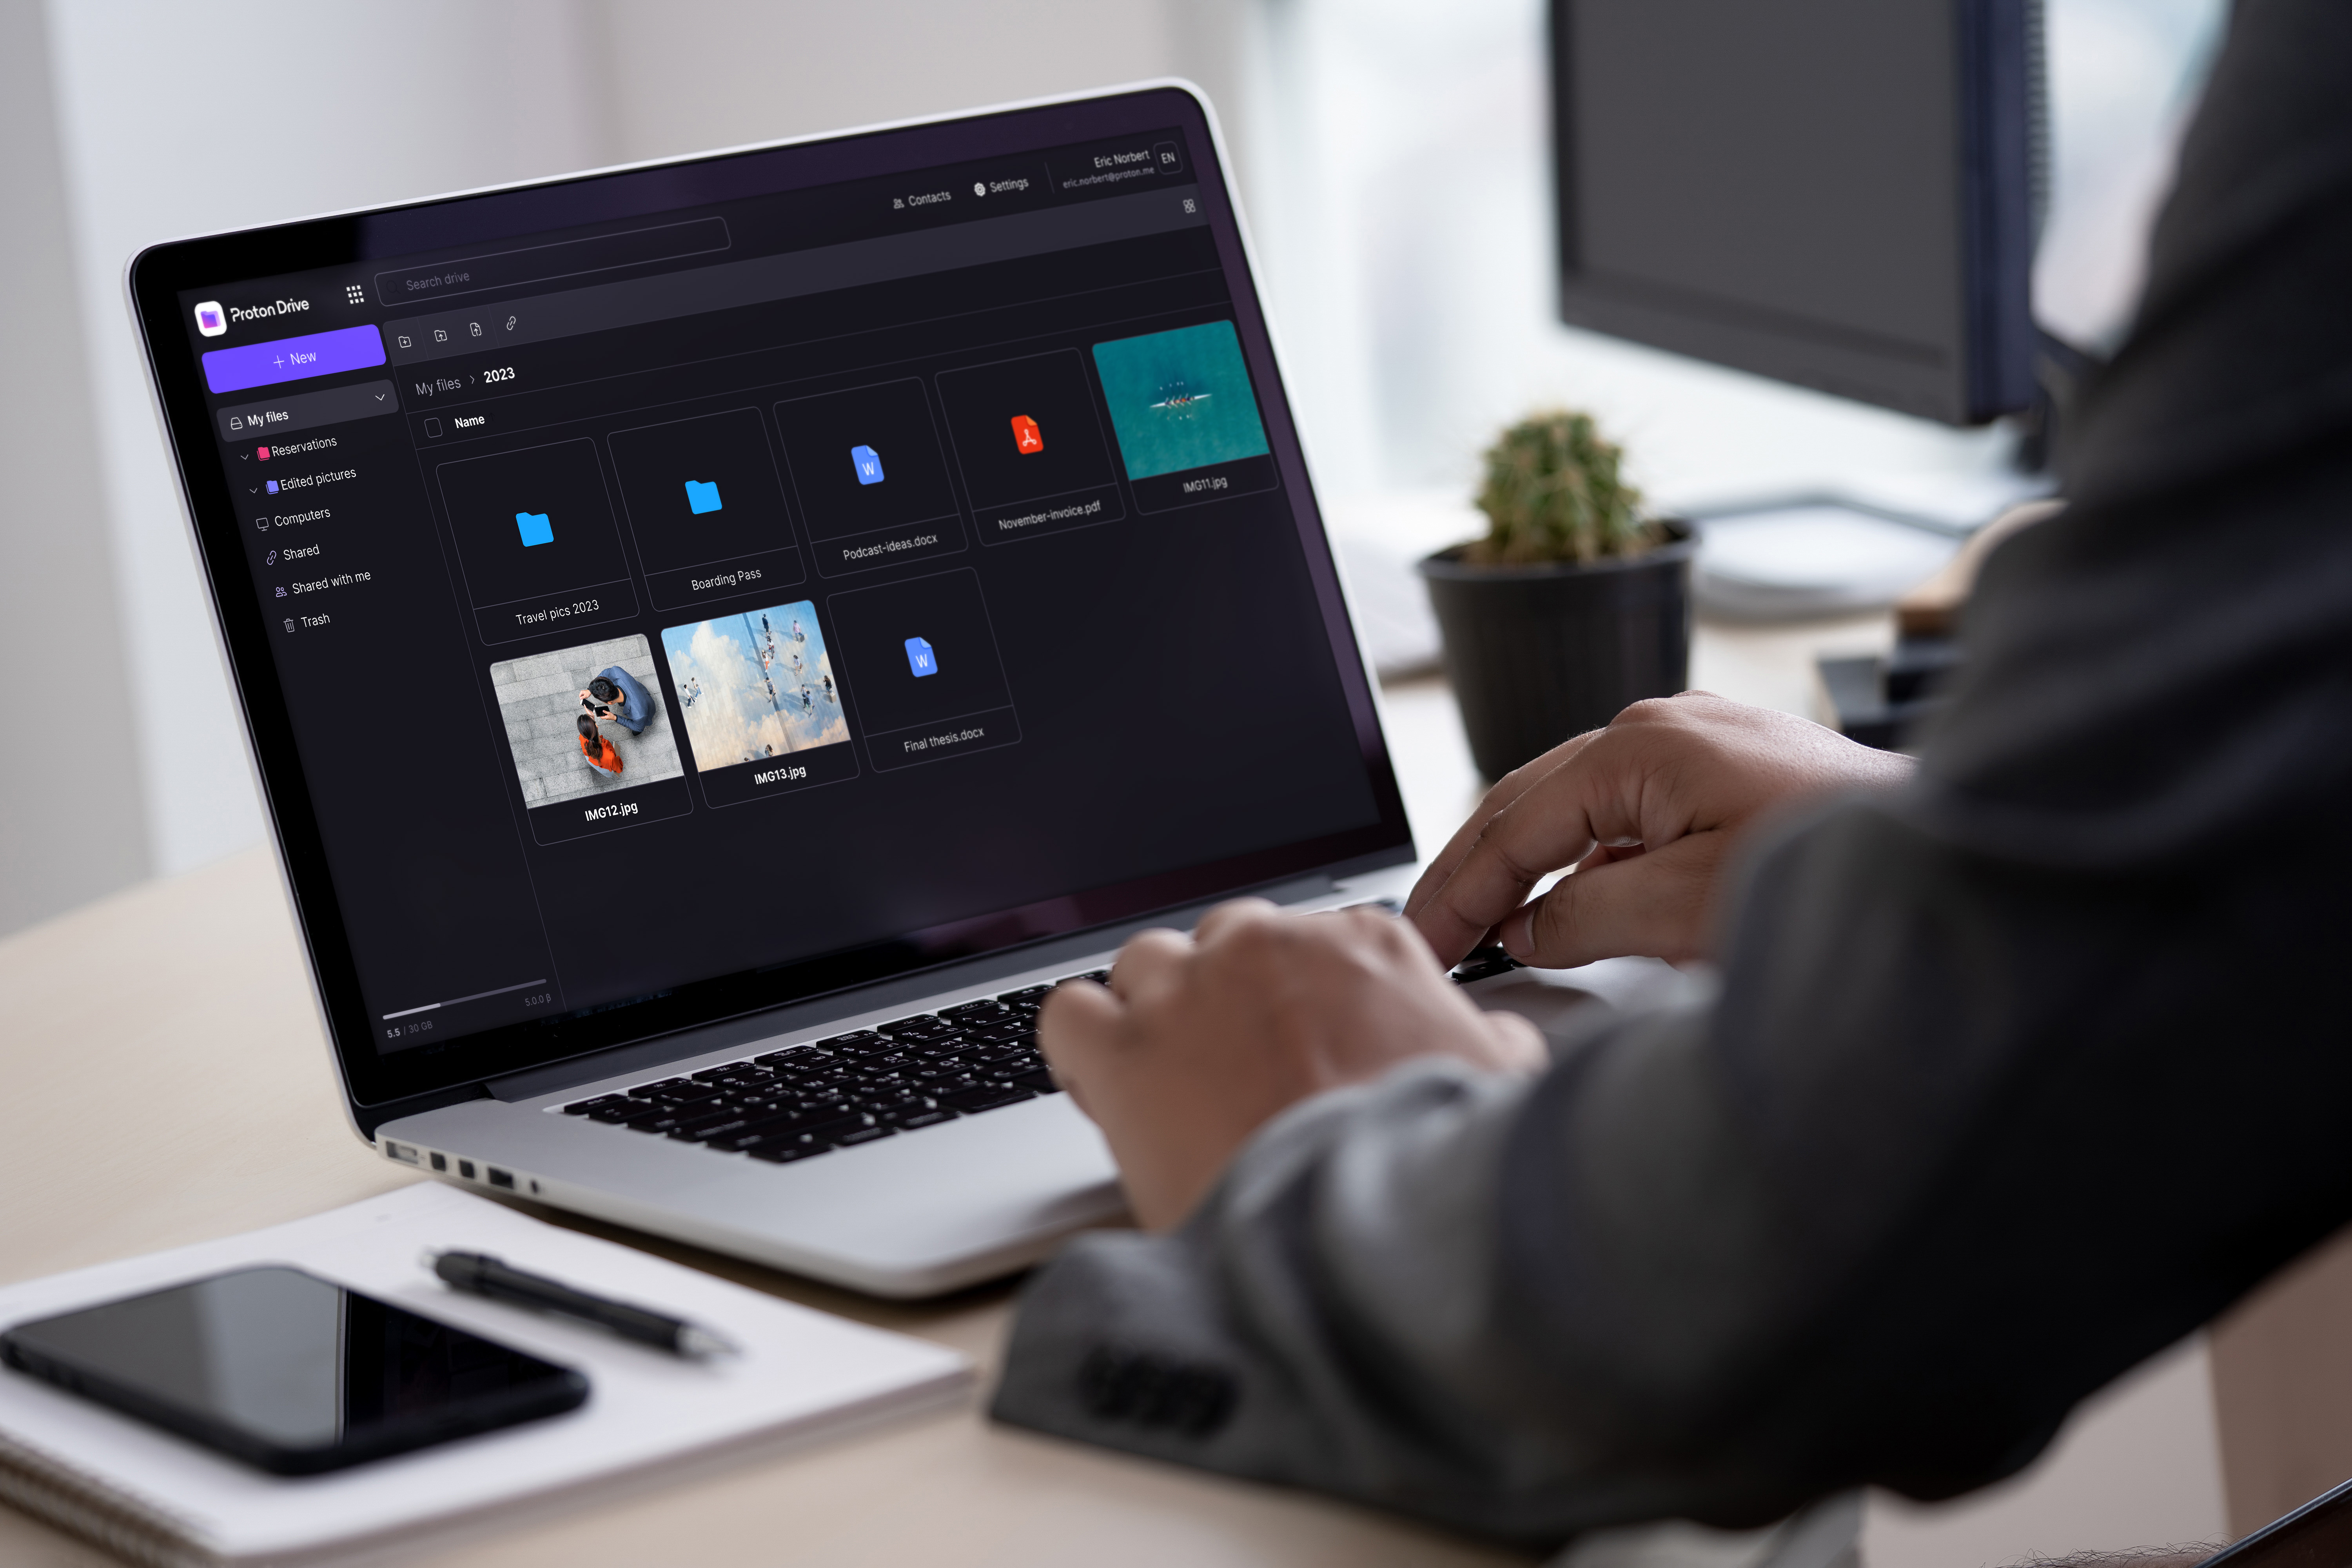 Eric Norbert
eric.norbert@proton.me
EN
Contacts
Settings
Proton Drive
Search drive
+ New
My files > 2023
My files
Name
Reservations
Edited pictures
Computers
Shared
Shared with me
Trash
Travel pics 2023
Boarding Pass
W
Podcast-ideas.docx
November-invoice.pdf
IMG11.jpg
IMG12.jpg
IMG13.jpg
W
Final thesis.docx
5.5 / 30 GB
5.0.0 β